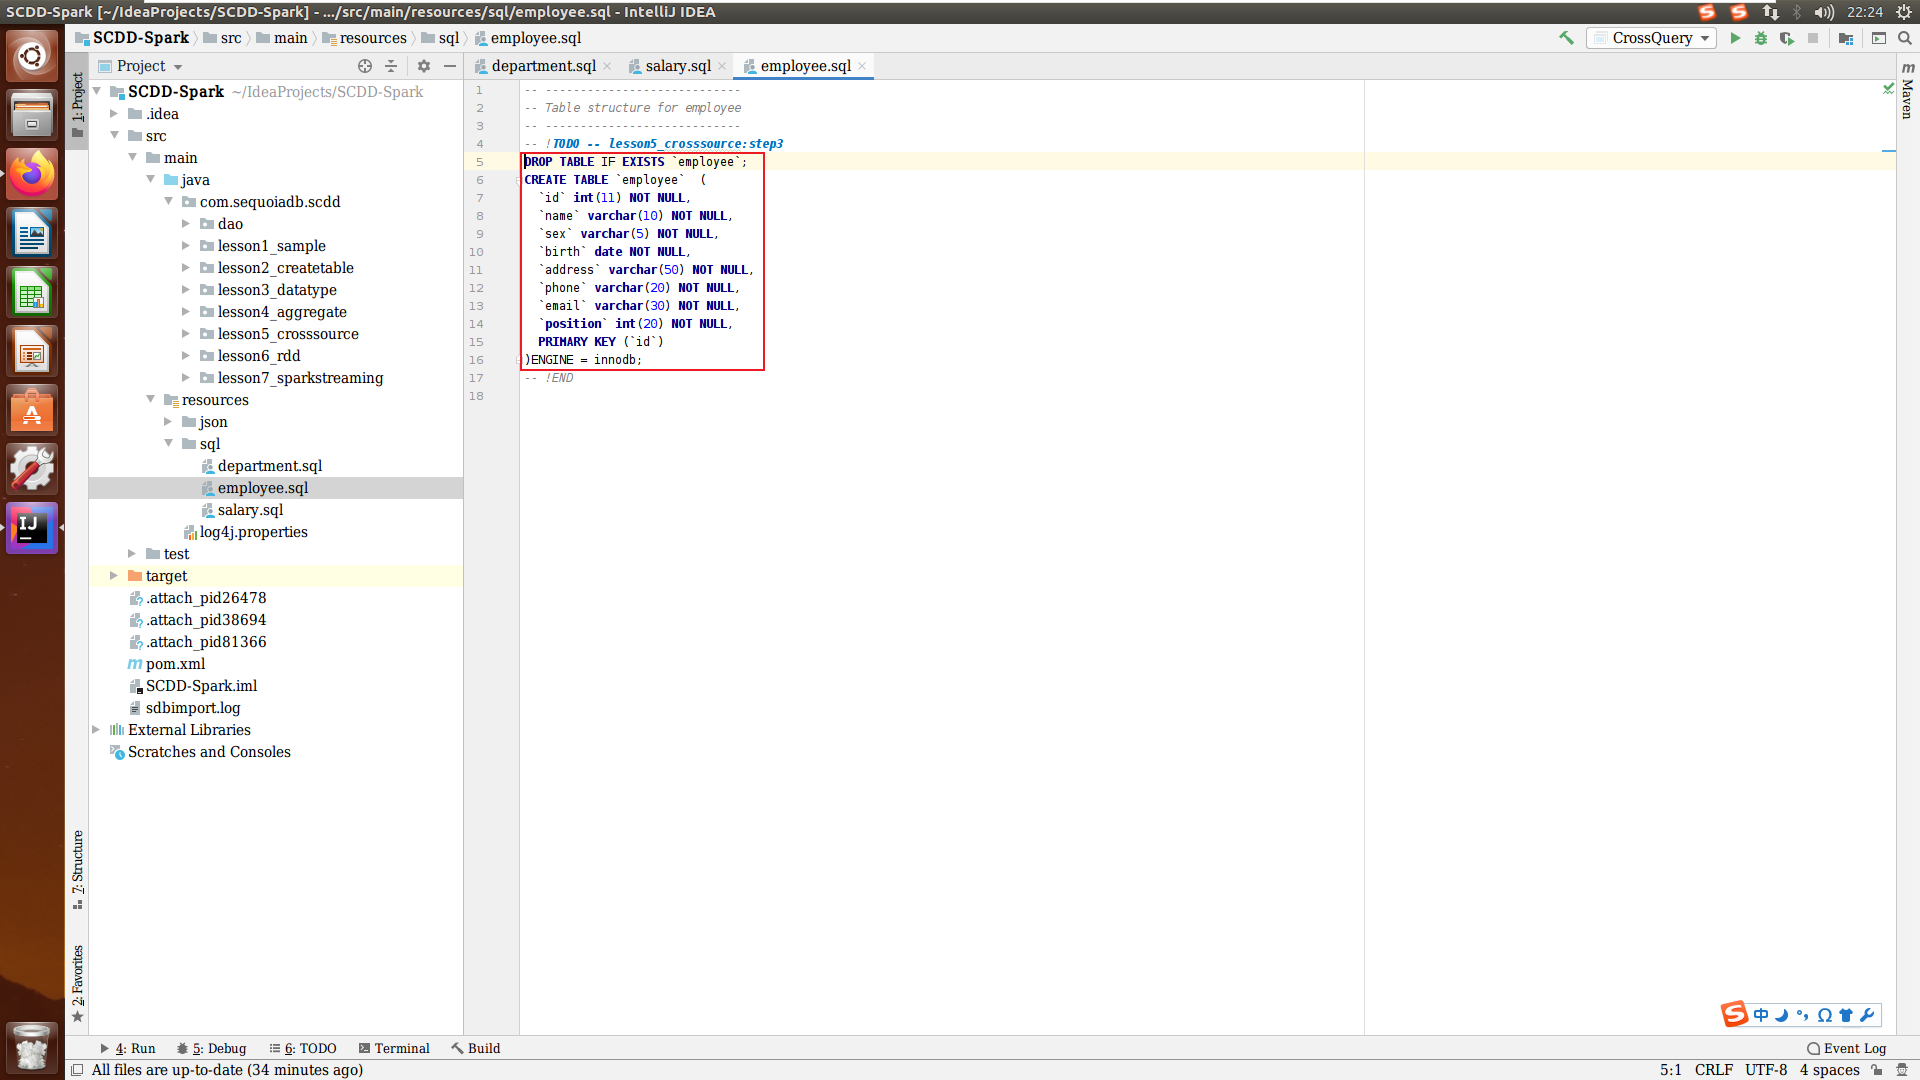 SCDD-Spark [~/IdeaProjects/SCDD-Spark] - .../src/main/resources/sql/employee.sql - IntelliJ IDEA
22:24
SCDD-Spark src main resources sql employee.sql
CrossQuery
Project
department.sql
salary.sql
employee.sql
1: Project
7: Structure
2: Favorites
m
Maven
SCDD-Spark ~/IdeaProjects/SCDD-Spark
.idea
src
main
java
com.sequoiadb.scdd
dao
lesson1_sample
lesson2_createtable
lesson3_datatype
lesson4_aggregate
lesson5_crosssource
lesson6_rdd
lesson7_sparkstreaming
resources
json
sql
department.sql
employee.sql
salary.sql
log4j.properties
test
target
.attach_pid26478
.attach_pid38694
.attach_pid81366
m pom.xml
SCDD-Spark.iml
sdbimport.log
External Libraries
Scratches and Consoles
1 -- ----------------------------
2 -- Table structure for employee
3 -- ----------------------------
4 -- !TODO -- lesson5_crosssource:step3
5 DROP TABLE IF EXISTS `employee`;
6 CREATE TABLE `employee`  (
7 `id` int(11) NOT NULL,
8 `name` varchar(10) NOT NULL,
9 `sex` varchar(5) NOT NULL,
10 `birth` date NOT NULL,
11 `address` varchar(50) NOT NULL,
12 `phone` varchar(20) NOT NULL,
13 `email` varchar(30) NOT NULL,
14 `position` int(20) NOT NULL,
15 PRIMARY KEY (`id`)
16 )ENGINE = innodb;
17 -- !END
18
S 中
4: Run
5: Debug
6: TODO
Terminal
Build
Event Log
All files are up-to-date (34 minutes ago)
5:1 CRLF UTF-8 4 spaces